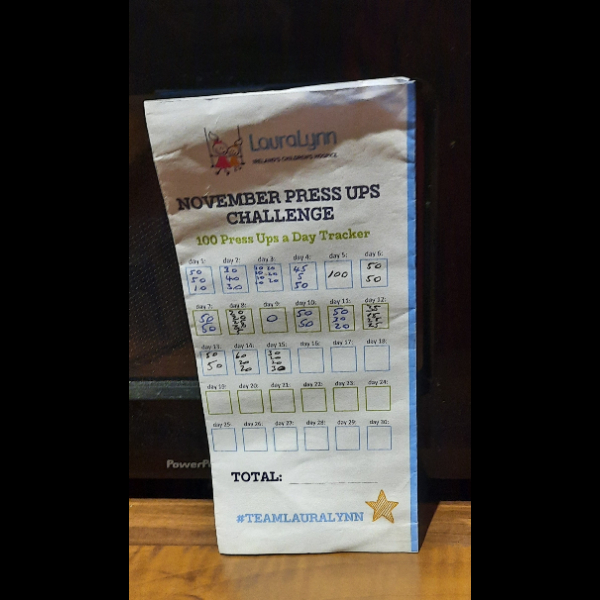 LauraLynn
IRELAND'S CHILDREN'S HOSPICE
NOVEMBER PRESS UPS
CHALLENGE
100 Press Ups a Day Tracker
day 1: day 2: day 3: day 4: day 5: day 6:
50 30 45 100 50
50 40 5 50
10 30 50
day 7: day 8: day 9: day 10: day 11: day 12:
50 0 50 50
50 50 30
20
day 13: day 14: day 15: day 16: day 17: day 18:
50 60
50 20
20
day 19: day 20: day 21: day 22: day 23: day 24:
day 25: day 26: day 27: day 28: day 29: day 30:
TOTAL:
#TEAMLAURALYNN